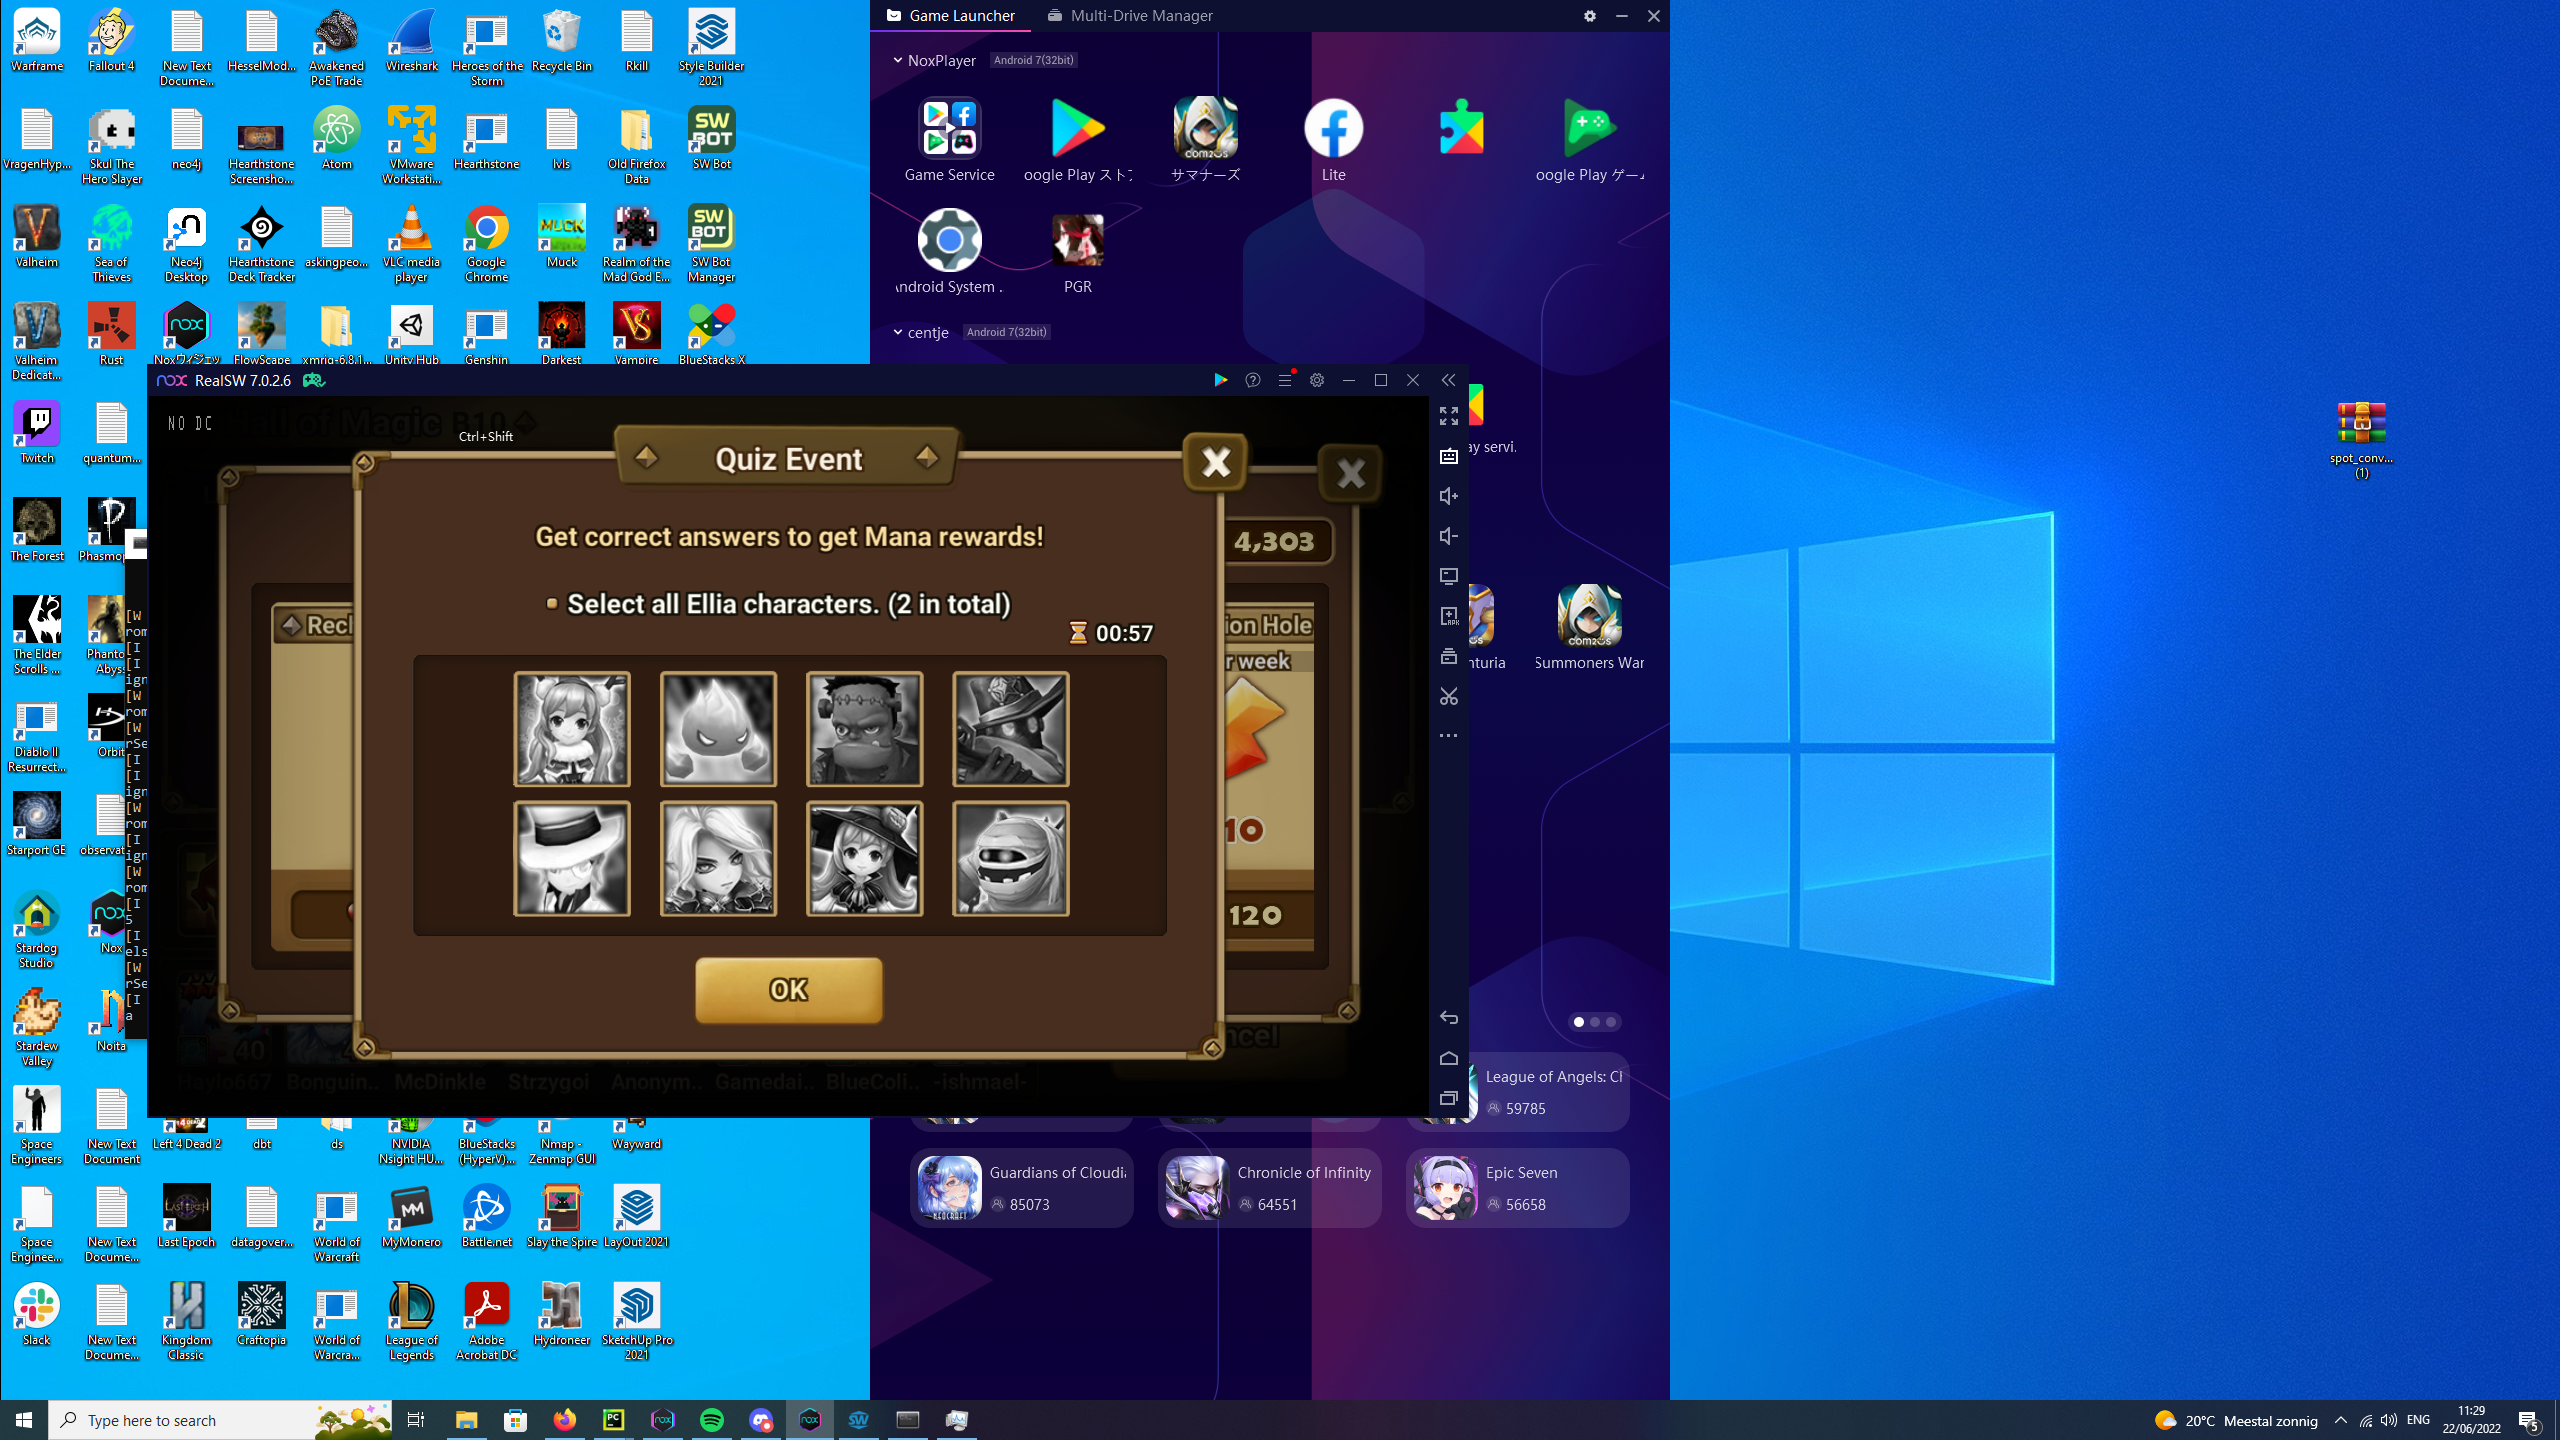 Warframe
Fallout 4
New Text Docume...
HesselMod...
Awakened PoE Trade
Wireshark
Heroes of the Storm
Recycle Bin
Rkill
Style Builder 2021
VragenHyp...
Skul The Hero Slayer
neo4j
Hearthstone Screensho...
Atom
VMware Workstati...
Hearthstone
lvls
Old Firefox Data
SW Bot
Valheim
Sea of Thieves
Neo4j Desktop
Hearthstone Deck Tracker
askingpeo...
VLC media player
Google Chrome
Muck
Realm of the Mad God E...
SW Bot Manager
Valheim Dedicat...
Rust
Nox
FlowScape
xmrig-6.8.1...
Unity Hub
Genshin
Darkest
Vampire
BlueStacks X
Twitch
quantum...
The Forest
Phasmop
The Elder Scrolls ...
Phanto
Abyss
Diablo II Resurrect...
Orbit
Starport GE
observat
Stardog Studio
Nox
Stardew Valley
Noita
Space Engineers
New Text Document
Left 4 Dead 2
dbt
ds
NVIDIA Nsight HU...
BlueStacks (HyperV)...
Nmap - Zenmap GUI
Wayward
Space Enginee...
New Text Docume...
Last Epoch
datagover...
World of Warcraft
MyMonero
Battle.net
Slay the Spire
LayOut 2021
Slack
New Text Docume...
Kingdom Classic
Craftopia
World of Warcra...
League of Legends
Adobe Acrobat DC
Hydroneer
SketchUp Pro 2021
Game Launcher
Multi-Drive Manager
NoxPlayer
Android 7(32bit)
Game Service
oogle Play スト
サマナーズ
Lite
oogle Play ゲー
Android System .
PGR
centje
Android 7(32bit)
ay servi.
nturia
Summoners War
nox RealSW 7.0.2.6
NO DC
Hall of Magic B10
Ctrl+Shift
Quiz Event
Get correct answers to get Mana rewards!
Select all Ellia characters. (2 in total)
00:57
OK
4,303
Rech
ion Hole
r week
10
120
ncel
40
Haylo667
Bonguin..
McDinkle
Strzygoi
Anonym..
Gamedai..
BlueColi..
-ishmael-
League of Angels: Cl
59785
Guardians of Cloudia
85073
Chronicle of Infinity
64551
Epic Seven
56658
spot_conv... (1)
Type here to search
20°C Meestal zonnig
ENG
11:29
22/06/2022
5